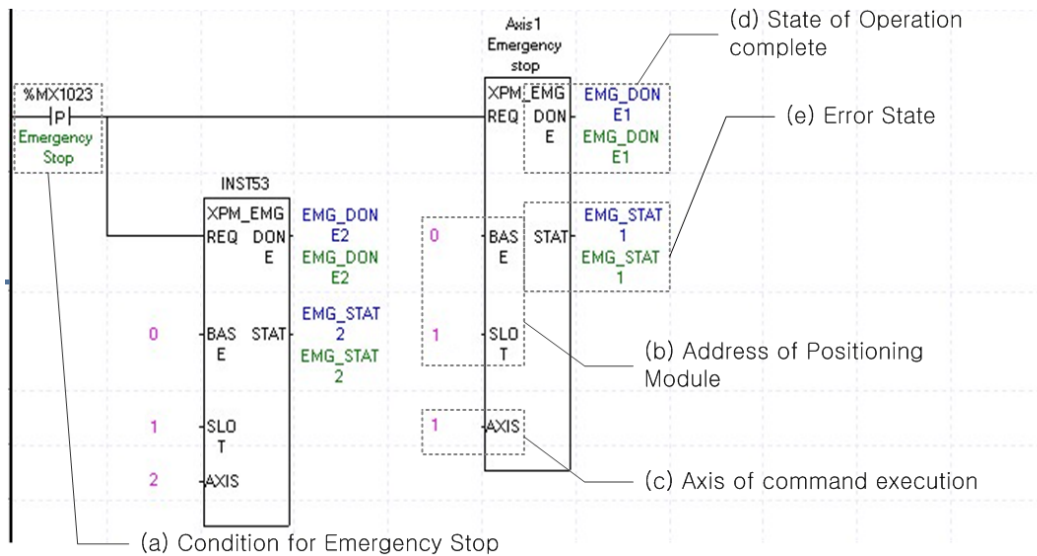 (d) State of Operation
complete
Axis1
Emergency
stop
%MX1023
P
Emergency
Stop
XPM_EMG
REQ DON
E
EMG_DON
E1
EMG_DON
E1
(e) Error State
INST53
XPM_EMG
REQ DON
E
EMG_DON
E2
EMG_DON
E2
0
BAS STAT
E
EMG_STAT
1
EMG_STAT
1
0
BAS STAT
E
EMG_STAT
2
EMG_STAT
2
1
SLO
T
(b) Address of Positioning
Module
1
SLO
T
1
AXIS
2
AXIS
(c) Axis of command execution
(a) Condition for Emergency Stop